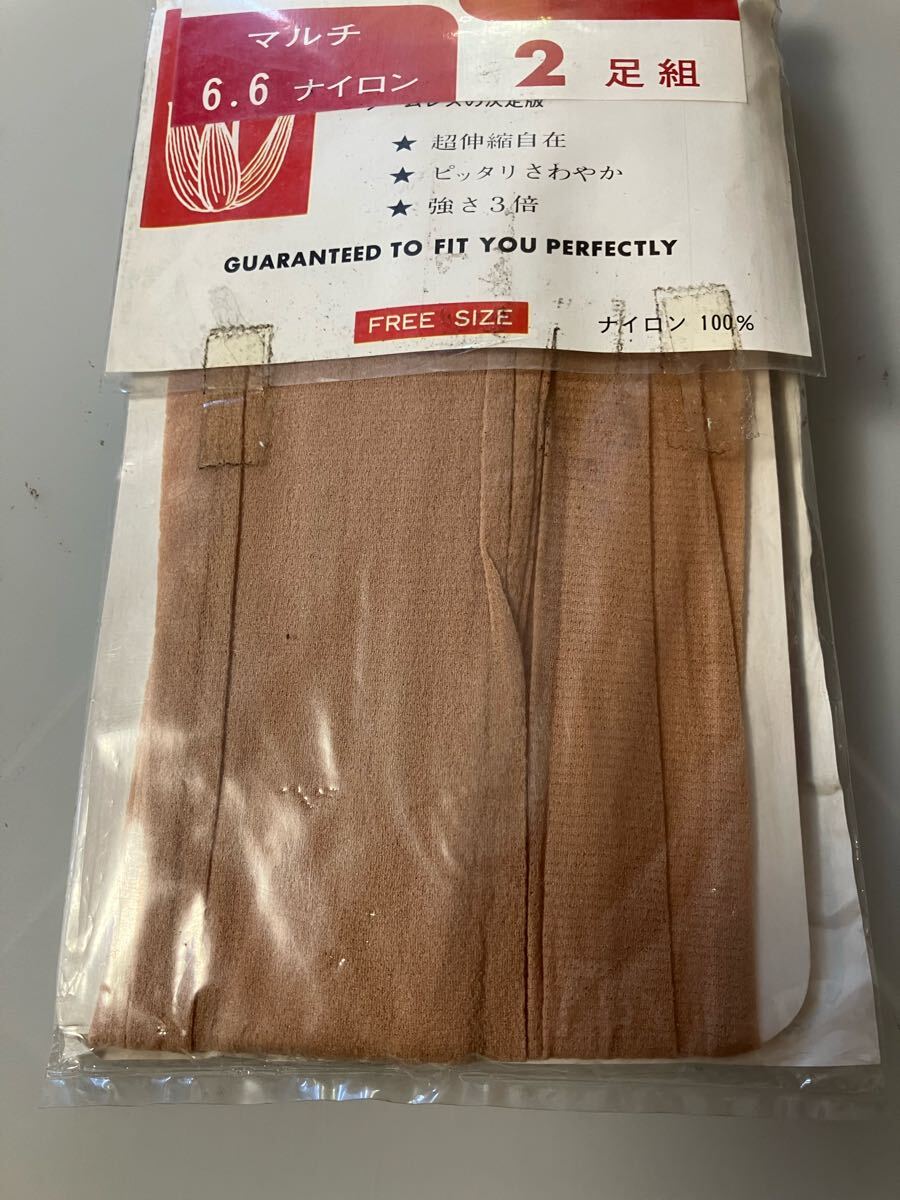 マルチ
6.6 ナイロン
2 足組
★ 超伸縮自在
★ ピッタリさわやか
★ 強さ3倍
GUARANTEED TO FIT YOU PERFECTLY
FREE SIZE
ナイロン 100%